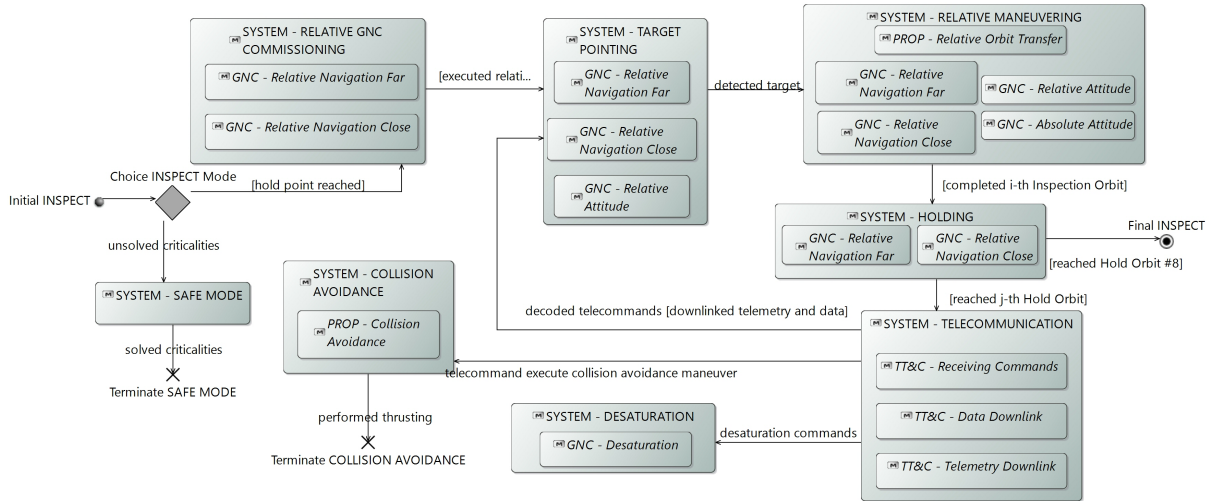 SYSTEM - RELATIVE GNC
COMMISSIONING
GNC - Relative Navigation Far
GNC - Relative Navigation Close
[executed relati...
SYSTEM - TARGET
POINTING
GNC - Relative
Navigation Far
GNC - Relative
Navigation Close
GNC - Relative
Attitude
detected target
SYSTEM - RELATIVE MANEUVERING
PROP - Relative Orbit Transfer
GNC - Relative
Navigation Far
GNC - Relative Attitude
GNC - Relative
Navigation Close
GNC - Absolute Attitude
Choice INSPECT Mode
[hold point reached]
Initial INSPECT
[completed i-th Inspection Orbit]
SYSTEM - HOLDING
GNC - Relative
Navigation Far
GNC - Relative
Navigation Close
Final INSPECT
[reached Hold Orbit #8]
unsolved criticalities
SYSTEM - SAFE MODE
solved criticalities
Terminate SAFE MODE
SYSTEM - COLLISION
AVOIDANCE
PROP - Collision
Avoidance
performed thrusting
Terminate COLLISION AVOIDANCE
[reached j-th Hold Orbit]
decoded telecommands [downlinked telemetry and data]
telecommand execute collision avoidance maneuver
SYSTEM - TELECOMMUNICATION
TT&C - Receiving Commands
TT&C - Data Downlink
TT&C - Telemetry Downlink
desaturation commands
SYSTEM - DESATURATION
GNC - Desaturation